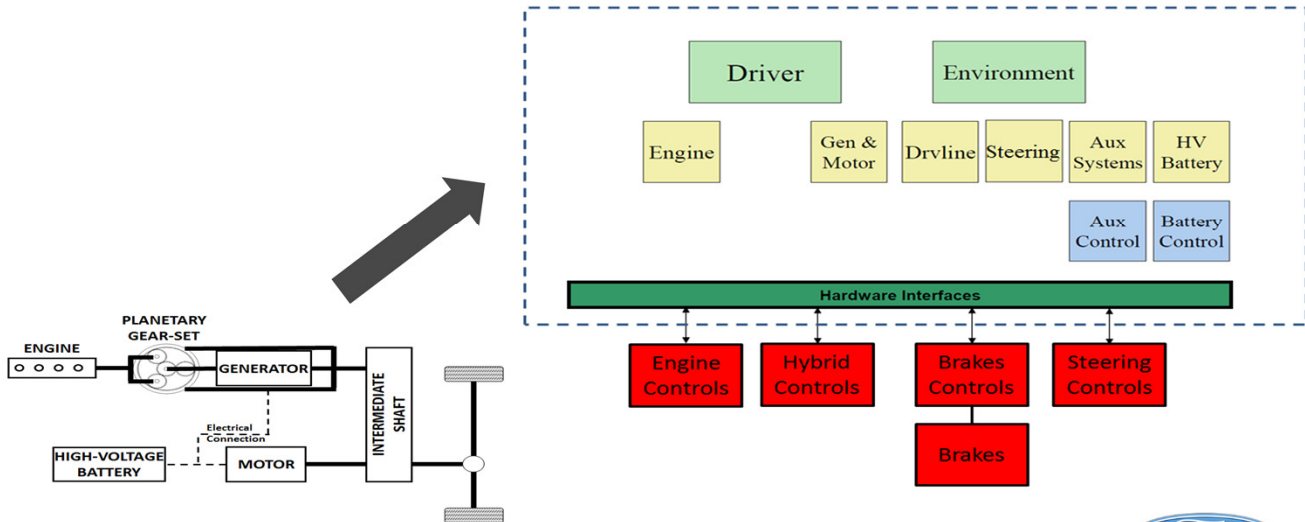 Driver
Environment
Engine
Gen &
Motor
Drvline
Steering
Aux
Systems
HV
Battery
Aux
Control
Battery
Control
Hardware Interfaces
Engine
Controls
Hybrid
Controls
Brakes
Controls
Steering
Controls
Brakes
PLANETARY
GEAR-SET
ENGINE
GENERATOR
INTERMEDIATE
SHAFT
Electrical
Connection
HIGH-VOLTAGE
BATTERY
MOTOR